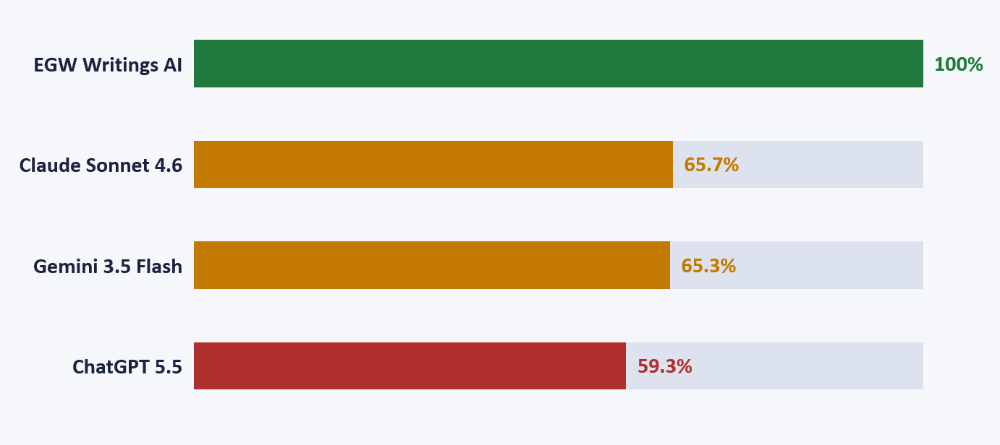 EGW Writings AI 100%
Claude Sonnet 4.6 65.7%
Gemini 3.5 Flash 65.3%
ChatGPT 5.5 59.3%